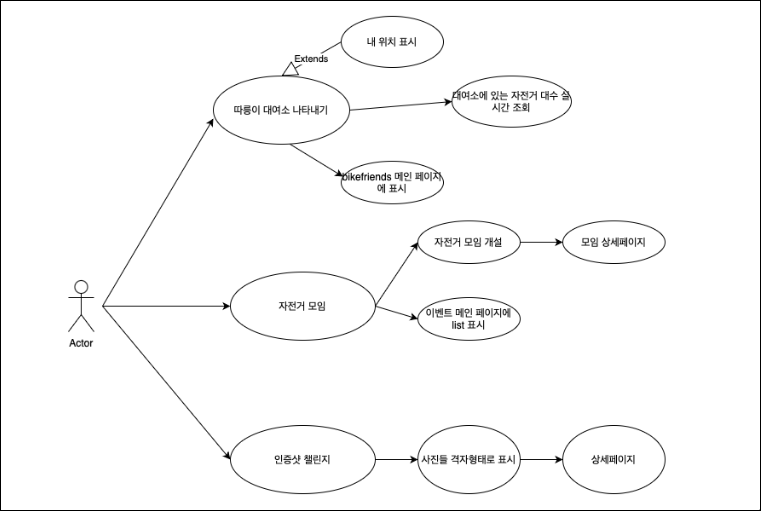 내 위치 표시
Extends
따릉이 대여소 나타내기
대여소에 있는 자전거 대수 실
시간 조회
bikefriends 메인 페이지
에 표시
자전거 모임 개설
모임 상세페이지
자전거 모임
이벤트 메인 페이지에
list 표시
Actor
인증샷 챌린지
사진들 격자형태로 표시
상세페이지